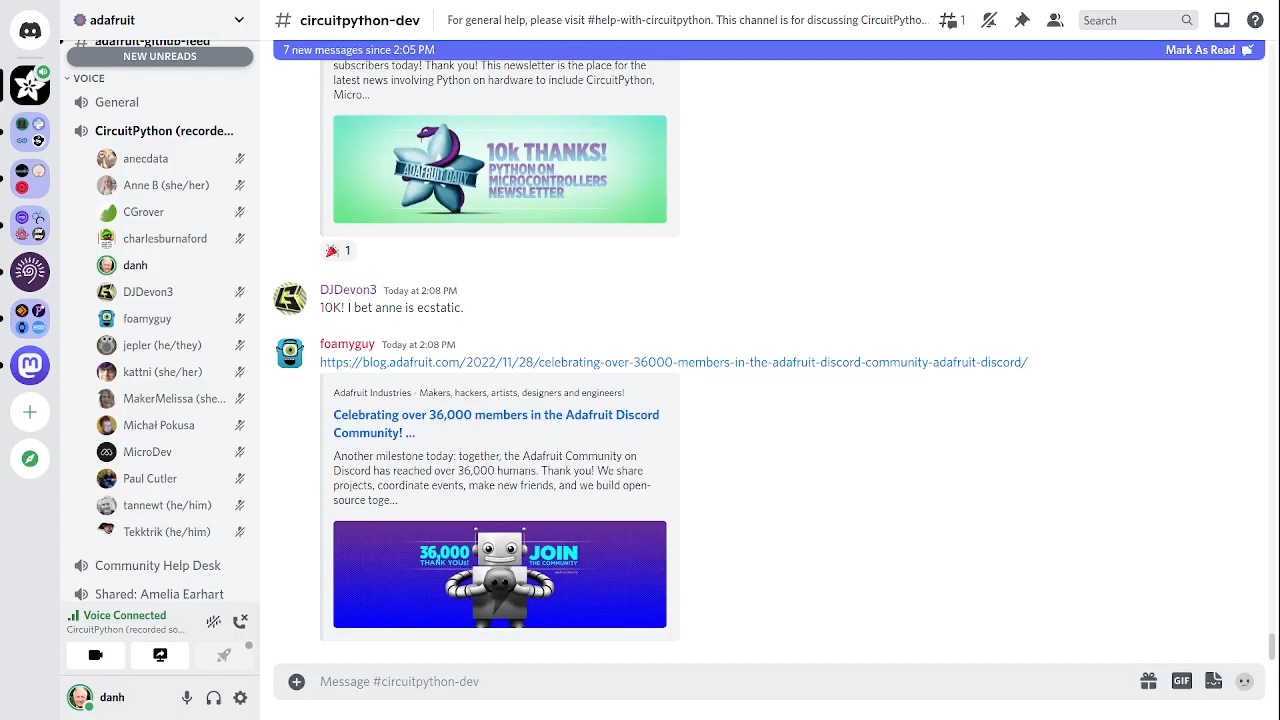 adafruit
# circuitpython-dev
For general help, please visit #help-with-circuitpython. This channel is for discussing CircuitPytho...
1
Search
adafruit-github-feed
NEW UNREADS
VOICE
General
CircuitPython (recorde...
anecdata
Anne B (she/her)
CGrover
charlesburnaford
danh
DJDevon3
foamyguy
jepler (he/they)
kattni (she/her)
MakerMelissa (she...
Michał Pokusa
MicroDev
Paul Cutler
tannewt (he/him)
Tekktrik (he/him)
Community Help Desk
Shared: Amelia Earhart
Voice Connected
CircuitPython (recorded so...
danh
7 new messages since 2:05 PM
Mark As Read
subscribers today! Thank you! This newsletter is the place for the
latest news involving Python on hardware to include CircuitPython,
Micro...
ADAFRUIT DAILY
10k THANKS!
PYTHON ON
MICROCONTROLLERS
NEWSLETTER
1
DJDevon3 Today at 2:08 PM
10K! I bet anne is ecstatic.
foamyguy Today at 2:08 PM
https://blog.adafruit.com/2022/11/28/celebrating-over-36000-members-in-the-adafruit-discord-community-adafruit-discord/
Adafruit Industries - Makers, hackers, artists, designers and engineers!
Celebrating over 36,000 members in the Adafruit Discord
Community! ...
Another milestone today: together, the Adafruit Community on
Discord has reached over 36,000 humans. Thank you! We share
projects, coordinate events, make new friends, and we build open-
source toge...
36,000
THANK YOUs!
JOIN
THE COMMUNITY
Message #circuitpython-dev
GIF